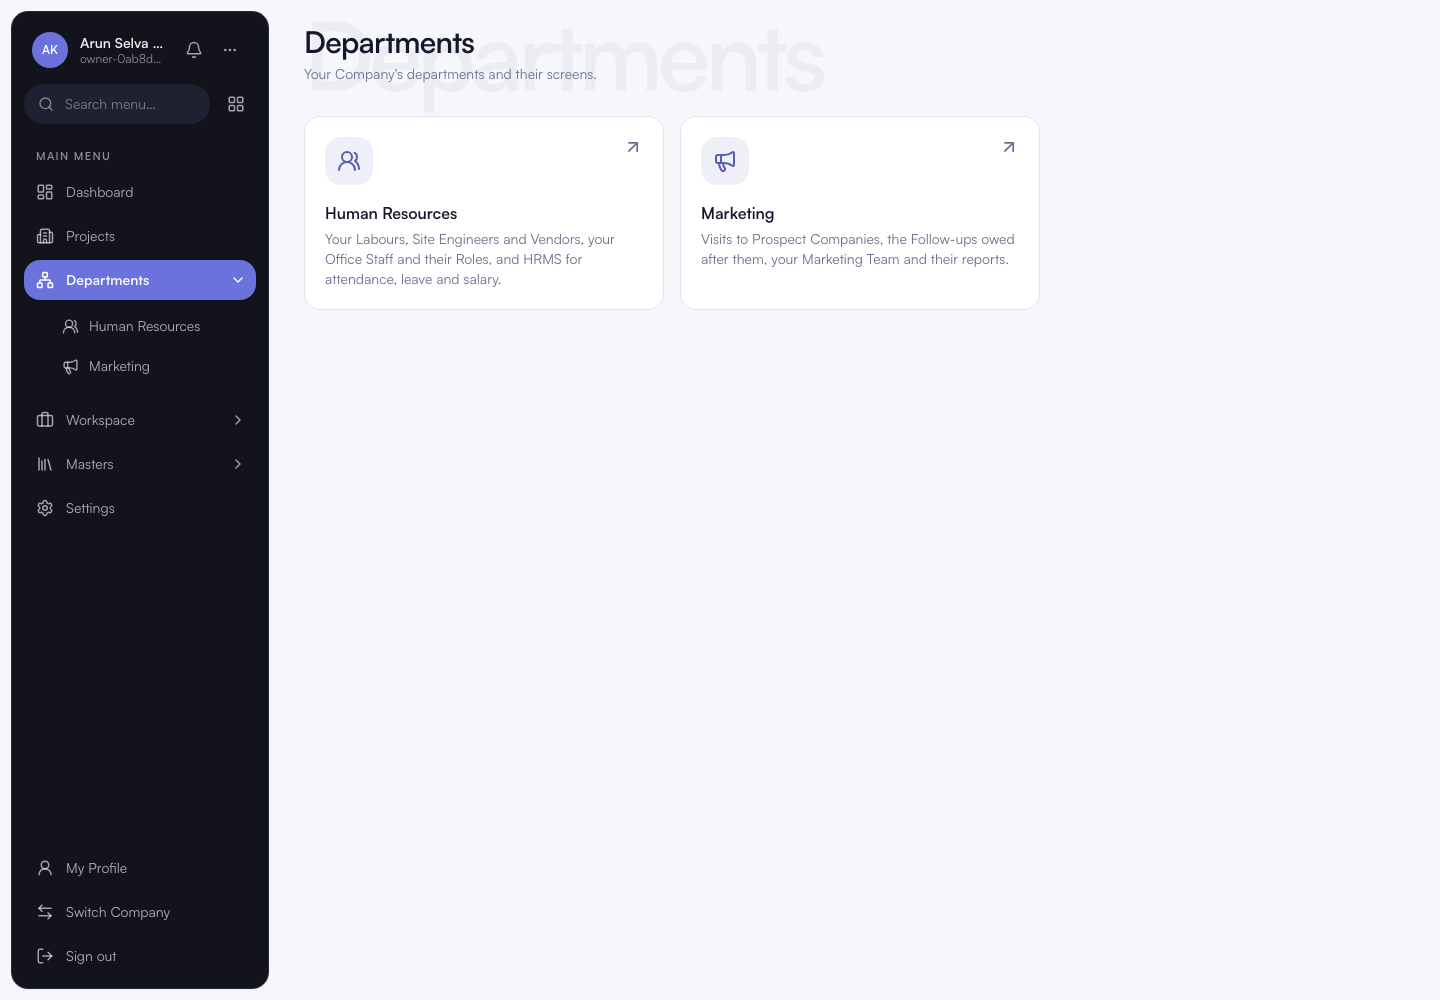 AK
Arun Selva ...
owner-0ab8d...
Search menu...
MAIN MENU
Dashboard
Projects
Departments
Human Resources
Marketing
Workspace
Masters
Settings
My Profile
Switch Company
Sign out
Departments
Departments
Your Company's departments and their screens.
Human Resources
Your Labours, Site Engineers and Vendors, your
Office Staff and their Roles, and HRMS for
attendance, leave and salary.
Marketing
Visits to Prospect Companies, the Follow-ups owed
after them, your Marketing Team and their reports.